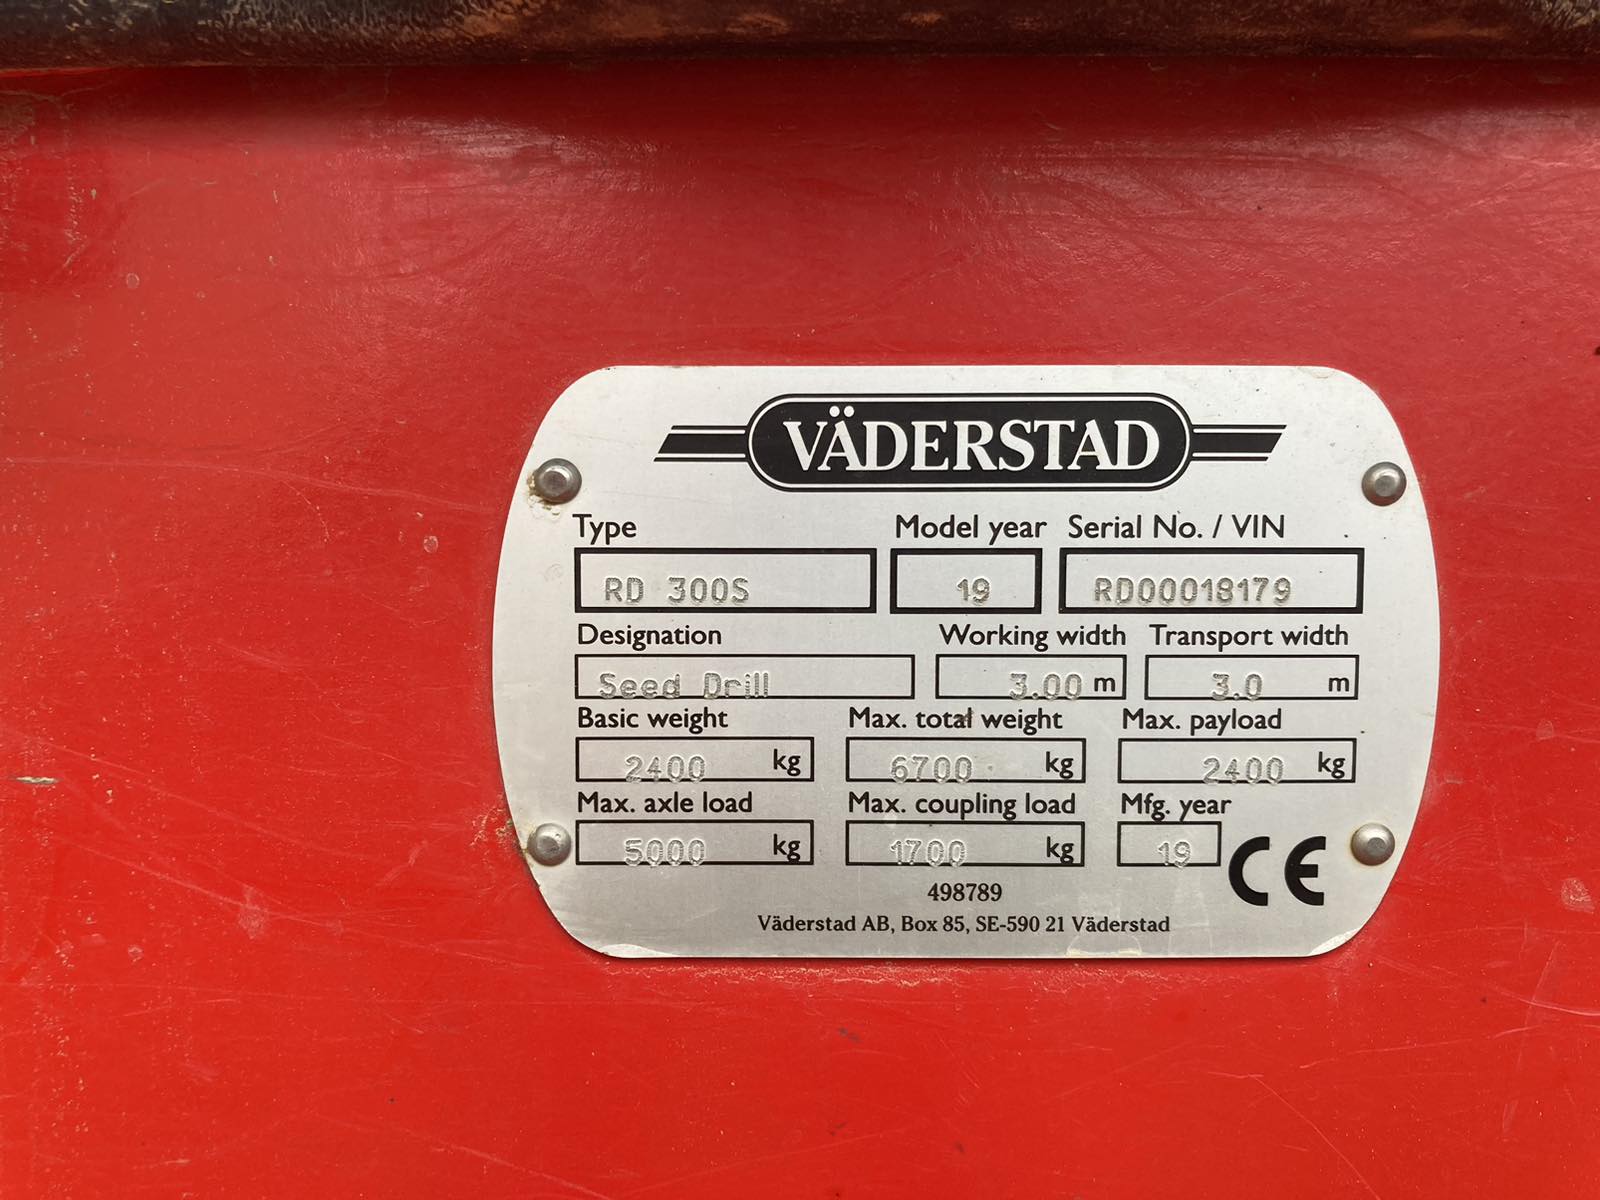 VÄDERSTAD
Type Model year Serial No. / VIN
RD 300S 19 RD00018179
Designation Working width Transport width
Seed Drill 3.00 m 3.0 m
Basic weight Max. total weight Max. payload
2400 kg 6700 kg 2400 kg
Max. axle load Max. coupling load Mfg. year
5000 kg 1700 kg 19 CE
498789
Väderstad AB, Box 85, SE-590 21 Väderstad